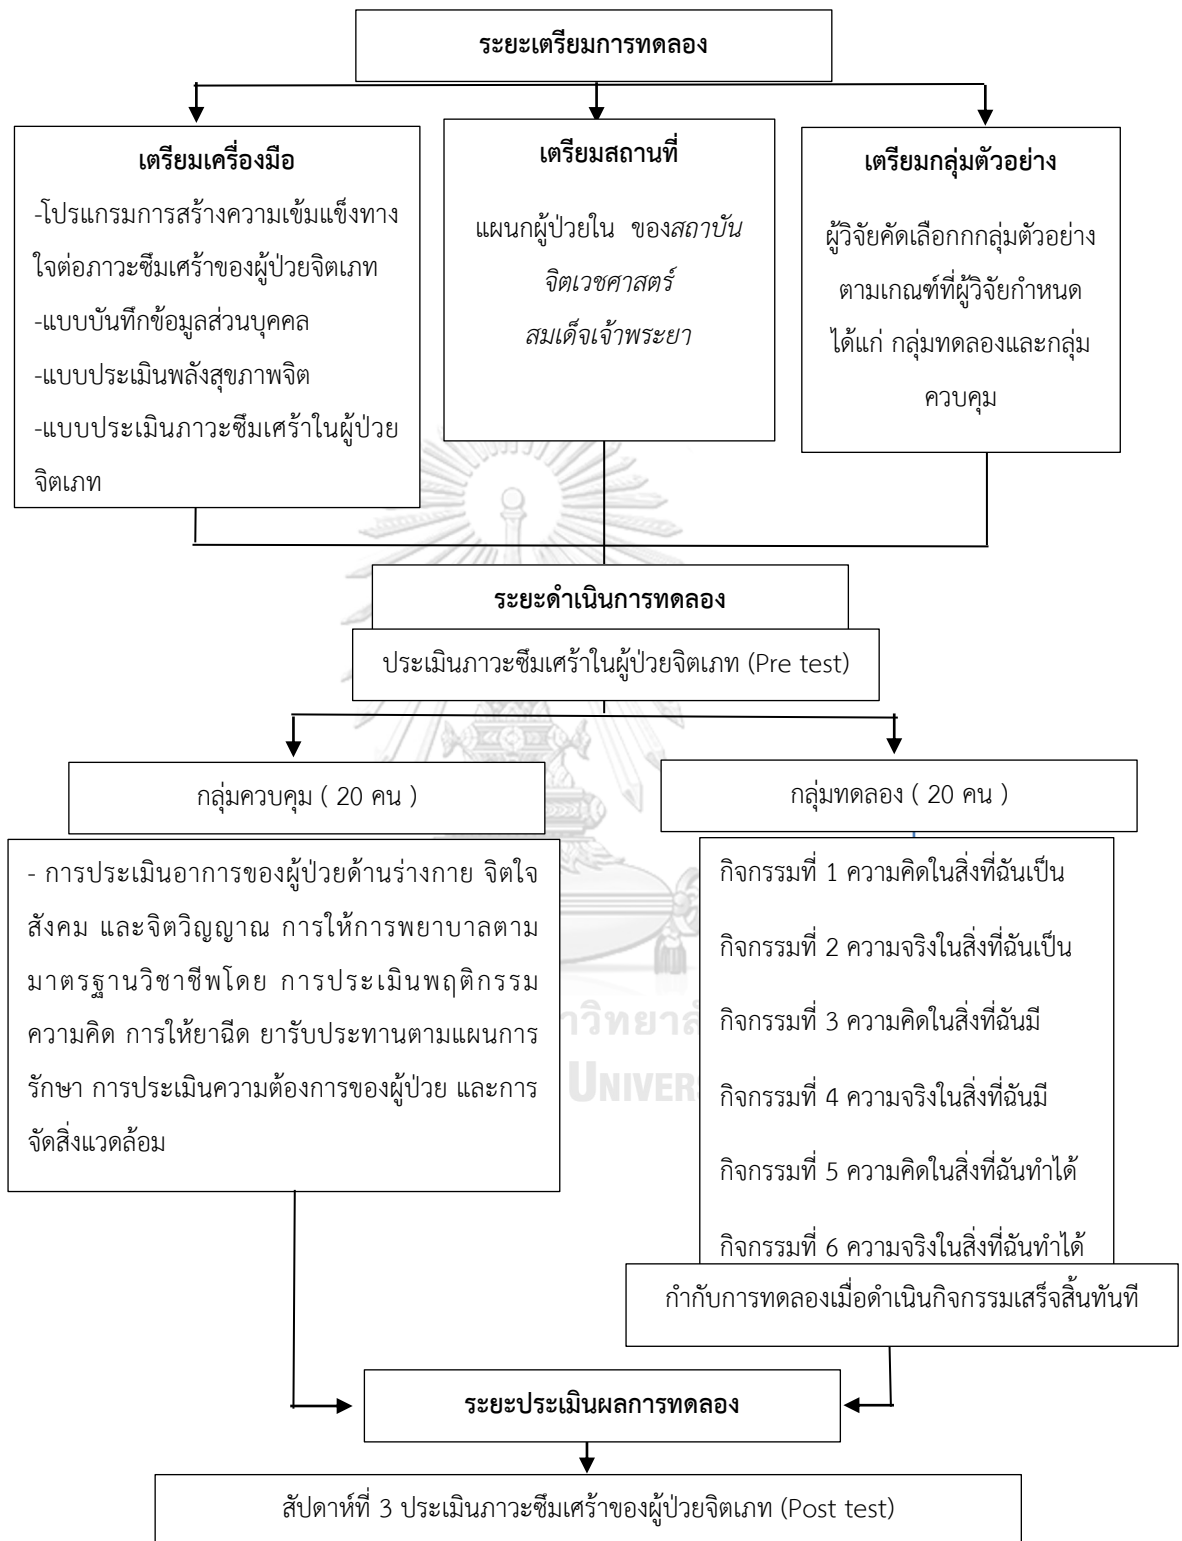 ระยะเตรียมการทดลอง
เตรียมเครื่องมือ
-โปรแกรมการสร้างความเข้มแข็งทาง
ใจต่อภาวะซึมเศร้าของผู้ป่วยจิตเภท
-แบบบันทึกข้อมูลส่วนบุคคล
-แบบประเมินพลังสุขภาพจิต
-แบบประเมินภาวะซึมเศร้าในผู้ป่วย
จิตเภท
เตรียมสถานที่
แผนกผู้ป่วยใน ของสถาบัน
จิตเวชศาสตร์
สมเด็จเจ้าพระยา
เตรียมกลุ่มตัวอย่าง
ผู้วิจัยคัดเลือกกกลุ่มตัวอย่าง
ตามเกณฑ์ที่ผู้วิจัยกำหนด
ได้แก่ กลุ่มทดลองและกลุ่ม
ควบคุม
ระยะดำเนินการทดลอง
ประเมินภาวะซึมเศร้าในผู้ป่วยจิตเภท (Pre test)
กลุ่มควบคุม ( 20 คน )
- การประเมินอาการของผู้ป่วยด้านร่างกาย จิตใจ
สังคม และจิตวิญญาณ การให้การพยาบาลตาม
มาตรฐานวิชาชีพโดย การประเมินพฤติกรรม
ความคิด การให้ยาฉีด ยารับประทานตามแผนการ
รักษา การประเมินความต้องการของผู้ป่วย และการ
จัดสิ่งแวดล้อม
กลุ่มทดลอง ( 20 คน )
กิจกรรมที่ 1 ความคิดในสิ่งที่ฉันเป็น
กิจกรรมที่ 2 ความจริงในสิ่งที่ฉันเป็น
กิจกรรมที่ 3 ความคิดในสิ่งที่ฉันมี
กิจกรรมที่ 4 ความจริงในสิ่งที่ฉันมี
กิจกรรมที่ 5 ความคิดในสิ่งที่ฉันทำได้
กิจกรรมที่ 6 ความจริงในสิ่งที่ฉันทำได้
กำกับการทดลองเมื่อดำเนินกิจกรรมเสร็จสิ้นทันที
ระยะประเมินผลการทดลอง
สัปดาห์ที่ 3 ประเมินภาวะซึมเศร้าของผู้ป่วยจิตเภท (Post test)